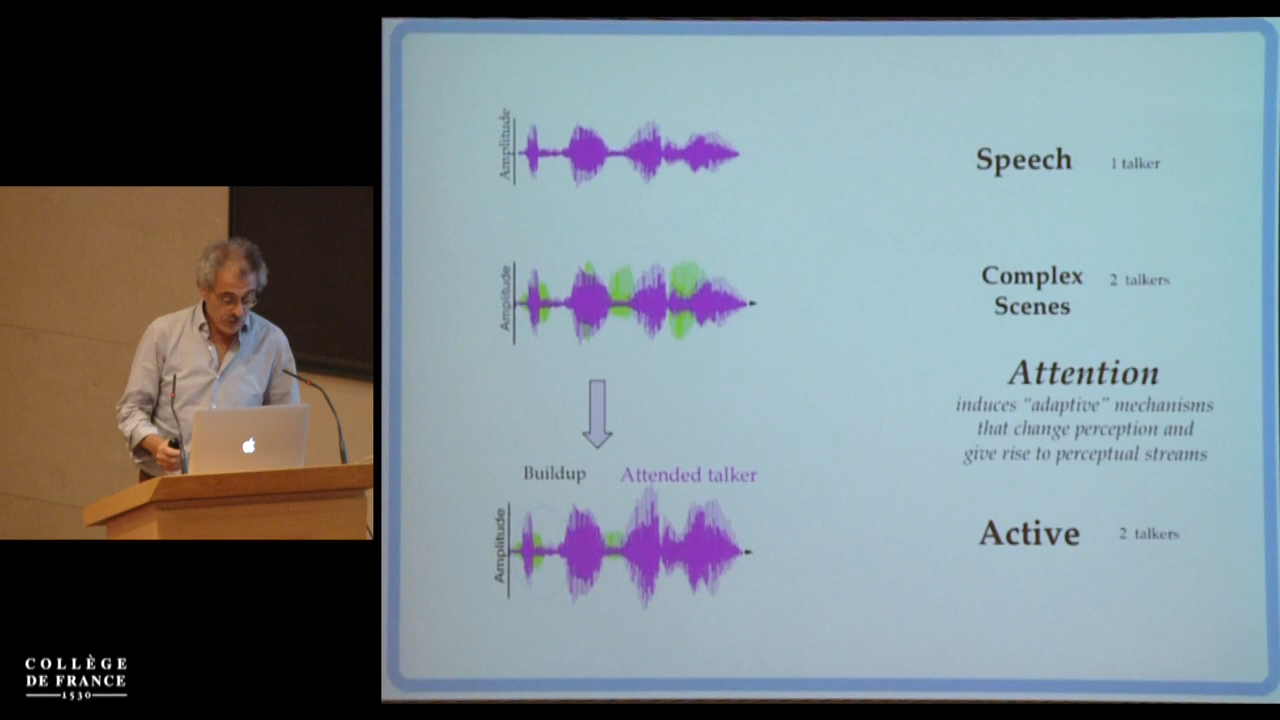 Amplitude
Speech 1 talker
Amplitude
Complex 2 talkers
Scenes
Attention
induces "adaptive" mechanisms
that change perception and
give rise to perceptual streams
Buildup Attended talker
Amplitude
Active 2 talkers
COLLÈGE
DE FRANCE
1530